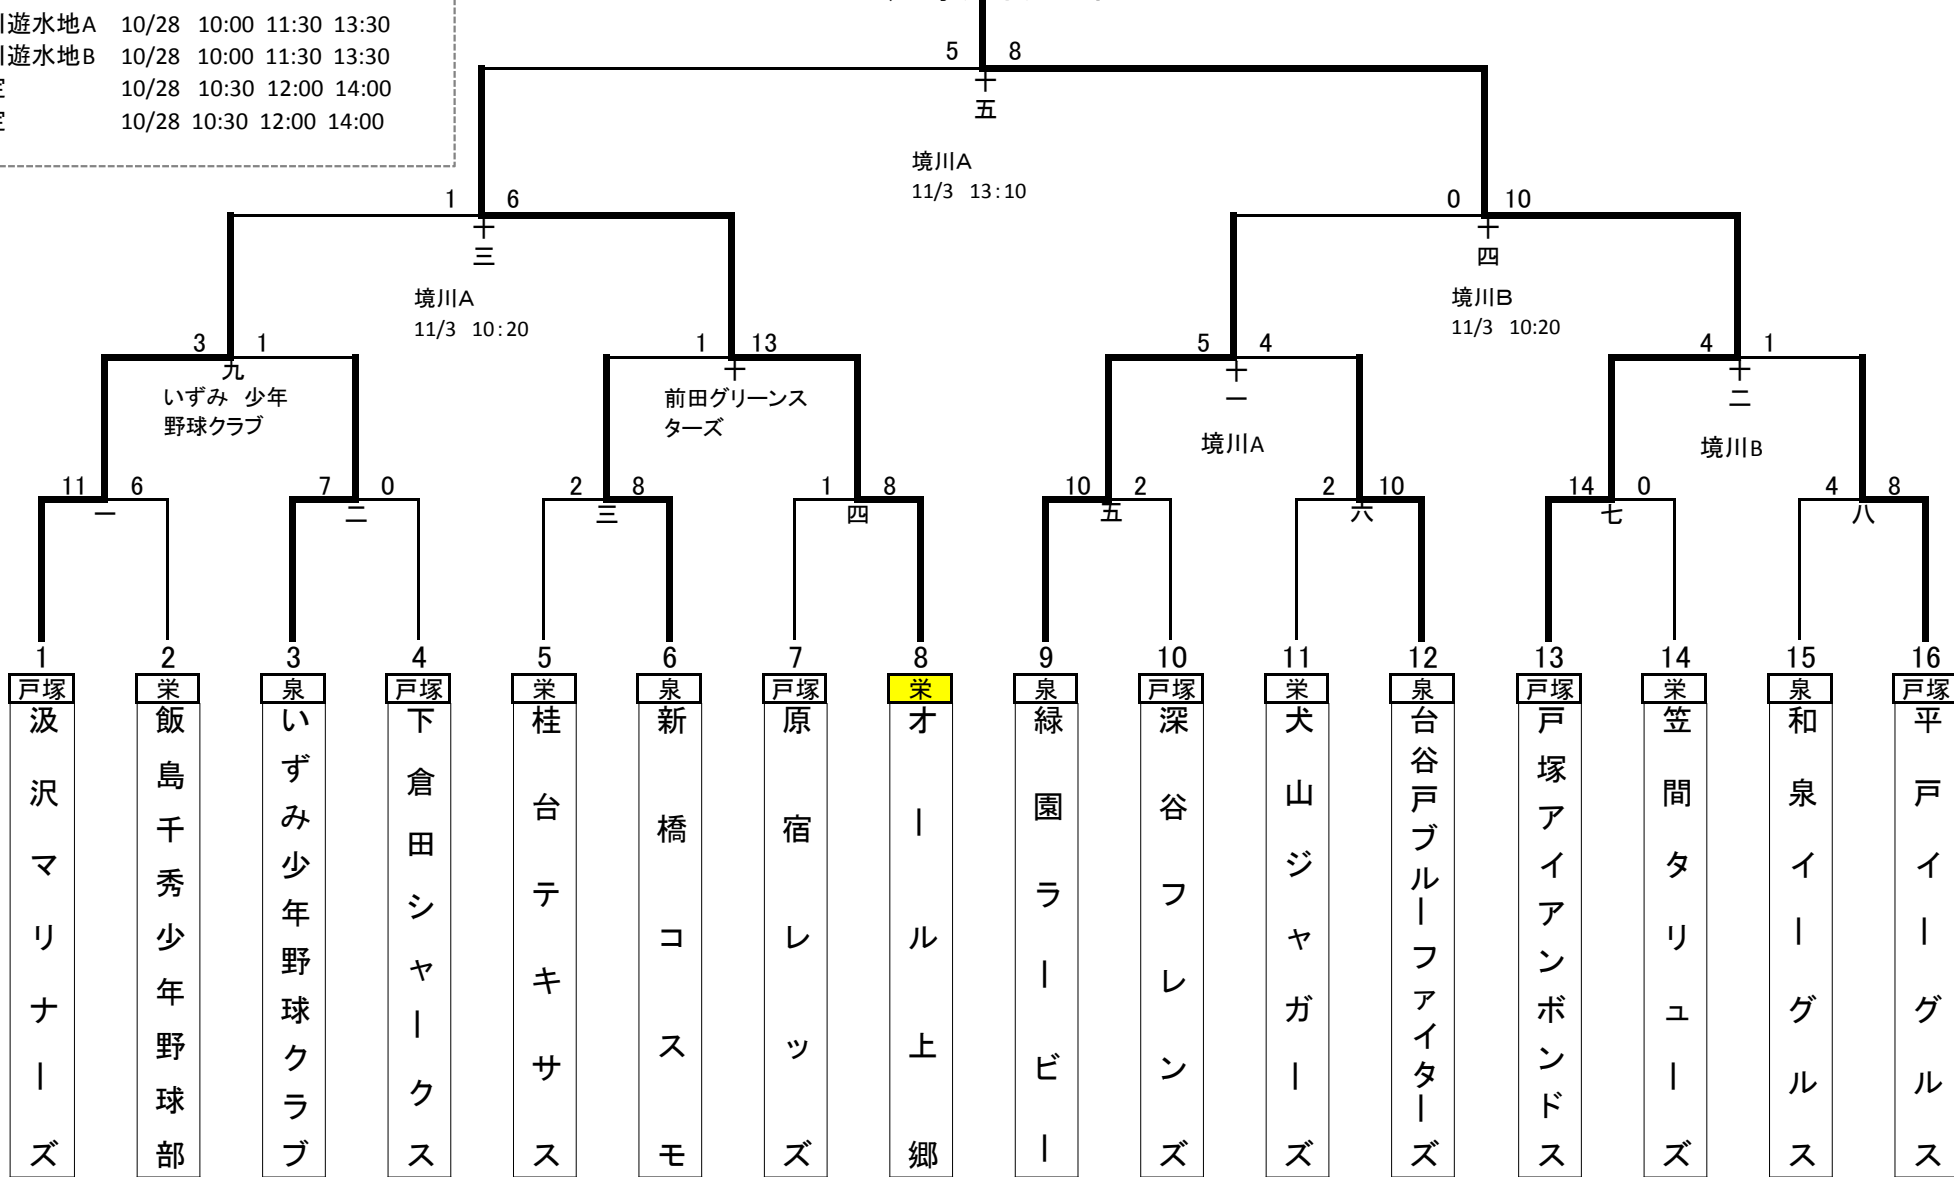 遊水地A 10/28 10:00 11:30 13:30
遊水地B 10/28 10:00 11:30 13:30
10/28 10:30 12:00 14:00
10/28 10:30 12:00 14:00
5 8
十五
境川A
11/3 13:10
1 6
十三
境川A
11/3 10:20
0 10
十四
境川B
11/3 10:20
3 1
九
いずみ 少年
野球クラブ
1 13
十
前田グリーンス
ターズ
5 4
十一
境川A
4 1
十二
境川B
11 6
一
7 0
二
2 8
三
1 8
四
10 2
五
2 10
六
14 0
七
4 8
八
1 2 3 4 5 6 7 8 9 10 11 12 13 14 15 16
戸塚 栄 泉 戸塚 栄 泉 戸塚 栄 泉 戸塚 栄 泉 戸塚 栄 泉 戸塚
汲沢マリナーズ
飯島千秀少年野球部
いずみ少年野球クラブ
下倉田シャークス
桂台テキサス
新橋コスモ
原宿レッズ
オール上郷
緑園ラービー
深谷フレンズ
犬山ジャガーズ
台谷戸ブルーファイターズ
戸塚アイアンボンドス
笠間タリューズ
和泉イーグルス
平戸イーグルス